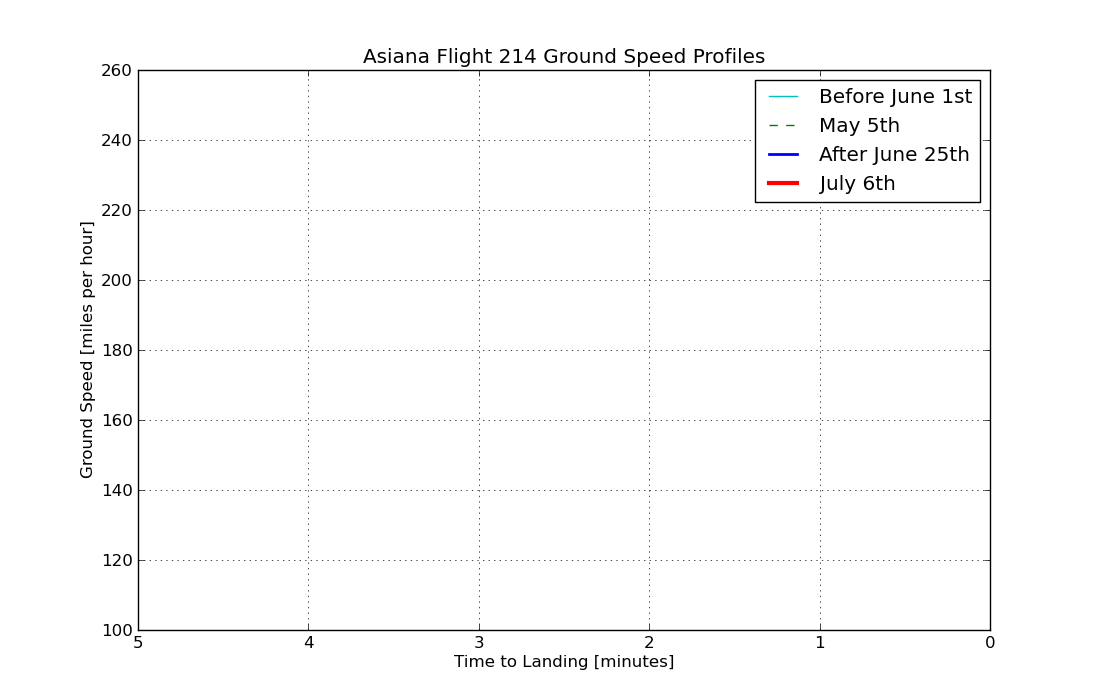 Asiana Flight 214 Ground Speed Profiles
260
240
220
200
180
160
140
120
100
Ground Speed [miles per hour]
Before June 1st
May 5th
After June 25th
July 6th
5 4 3 2 1 0
Time to Landing [minutes]